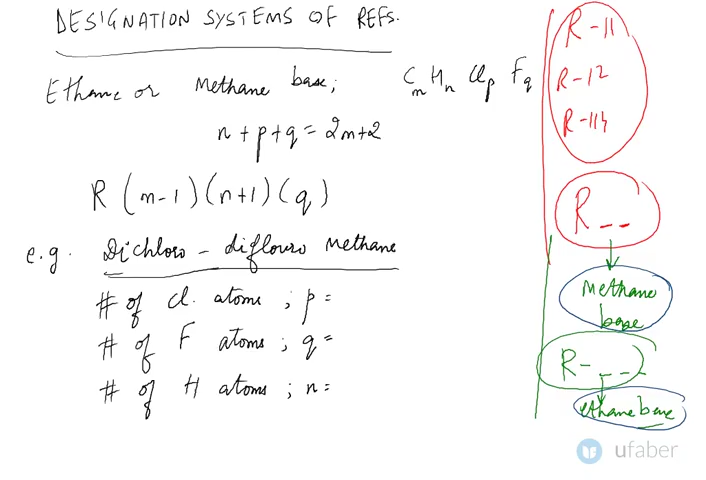 DESIGNATION SYSTEMS OF REFS.
Ethane or Methane base; CmHn Clp Fq
n+p+q=2m+2
R (m-1)(n+1)(q)
e.g. Dichloro - diflouro Methane
# of Cl. atoms ; p=
# of F atoms ; q=
# of H atoms ; n=
R-11
R-12
R-114
R _ _
Methane
base
R- _ _ _
ethane base
ufaber